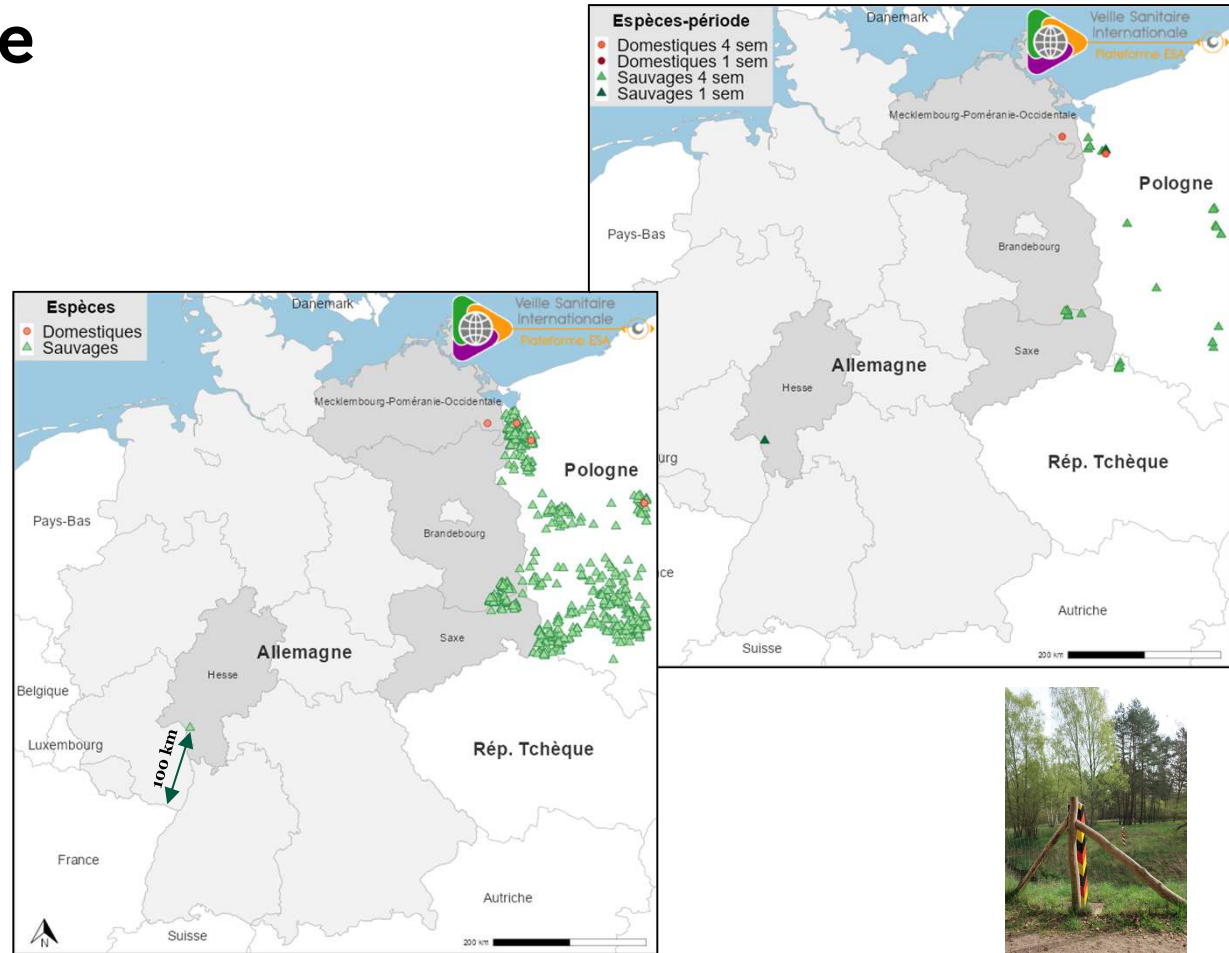 e
Espèces-période
Domestiques 4 sem
Domestiques 1 sem
Sauvages 4 sem
Sauvages 1 sem
Danemark
Veille Sanitaire
Internationale
Plateforme ESA
Mecklembourg-Poméranie-Occidentale
Pologne
Pays-Bas
Brandebourg
Saxe
Allemagne
Hesse
urg
Rép. Tchèque
ce
Autriche
Suisse
200 km
Espèces
Domestiques
Sauvages
Danemark
Veille Sanitaire
Internationale
Plateforme ESA
Mecklembourg-Poméranie-Occidentale
Pologne
Pays-Bas
Brandebourg
Saxe
Allemagne
Hesse
Belgique
Luxembourg
100 km
Rép. Tchèque
France
Autriche
N
Suisse
200 km